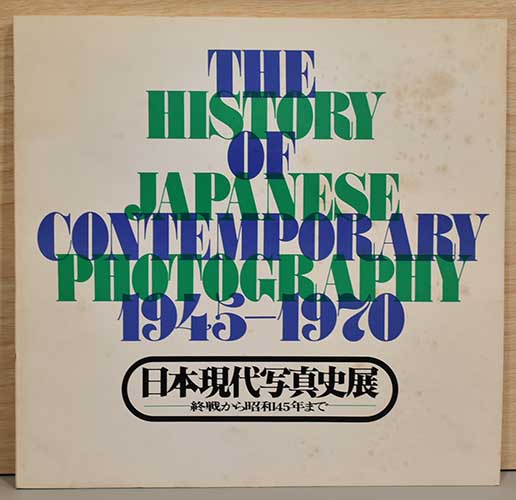 THE
HISTORY
OF
JAPANESE
CONTEMPORARY
PHOTOGRAPHY
1945–1970
日本現代写真史展
終戦から昭和45年まで